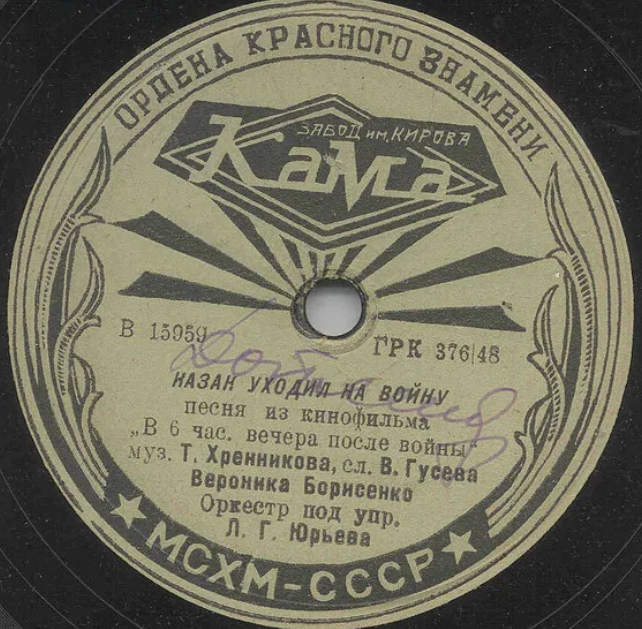 ОРДЕНА КРАСНОГО ЗНАМЕНИ
ЗАВОД им. КИРОВА
КаМа
В 15959
ГРК 376|48
КАЗАК УХОДИЛ НА ВОЙНУ
песня из кинофильма
„В 6 час. вечера после войны"
муз. Т. Хренникова, сл. В. Гусева
Вероника Борисенко
Оркестр под упр.
Л. Г. Юрьева
★ МСХМ–СССР ★